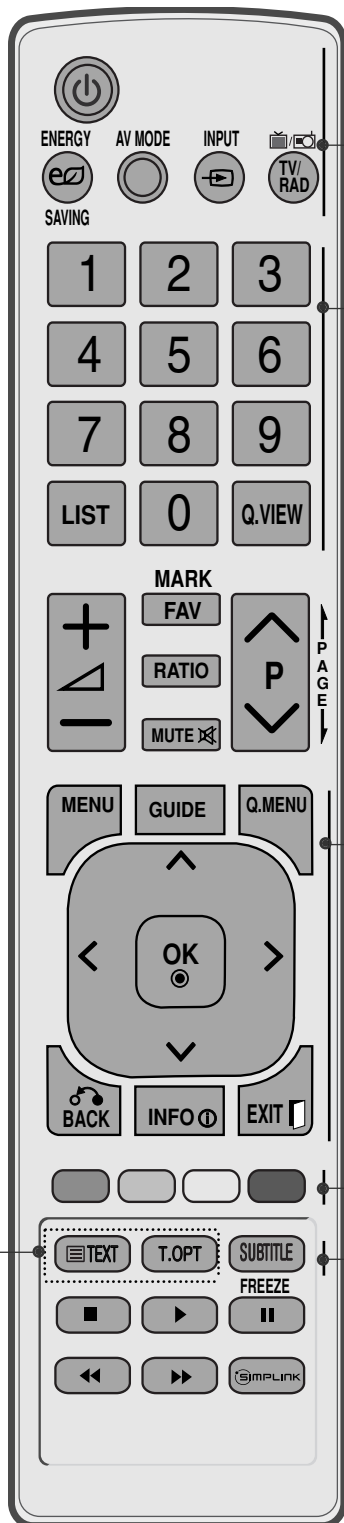 ENERGY AV MODE INPUT
TV/
RAD
SAVING
1 2 3
4 5 6
7 8 9
LIST 0 Q.VIEW
MARK
FAV
RATIO
P
PAGE
MUTE
MENU GUIDE Q.MENU
OK
BACK INFO EXIT
TEXT T.OPT SUBTITLE
FREEZE
SIMPLINK